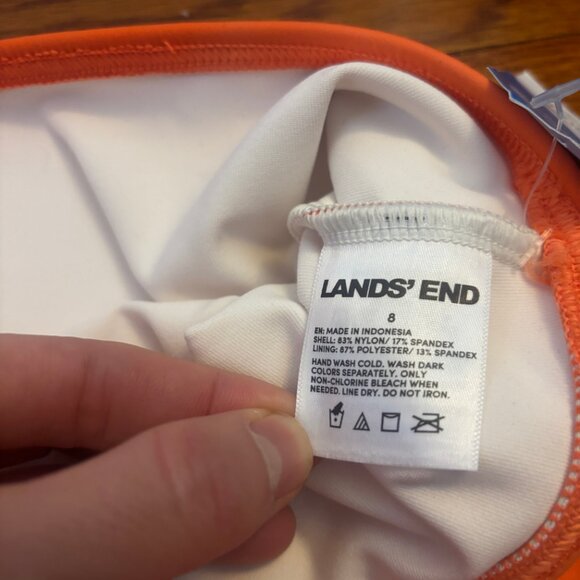 LANDS' END
8
EN: MADE IN INDONESIA
SHELL: 83% NYLON/ 17% SPANDEX
LINING: 87% POLYESTER/ 13% SPANDEX
HAND WASH COLD. WASH DARK
COLORS SEPARATELY. ONLY
NON-CHLORINE BLEACH WHEN
NEEDED. LINE DRY. DO NOT IRON.